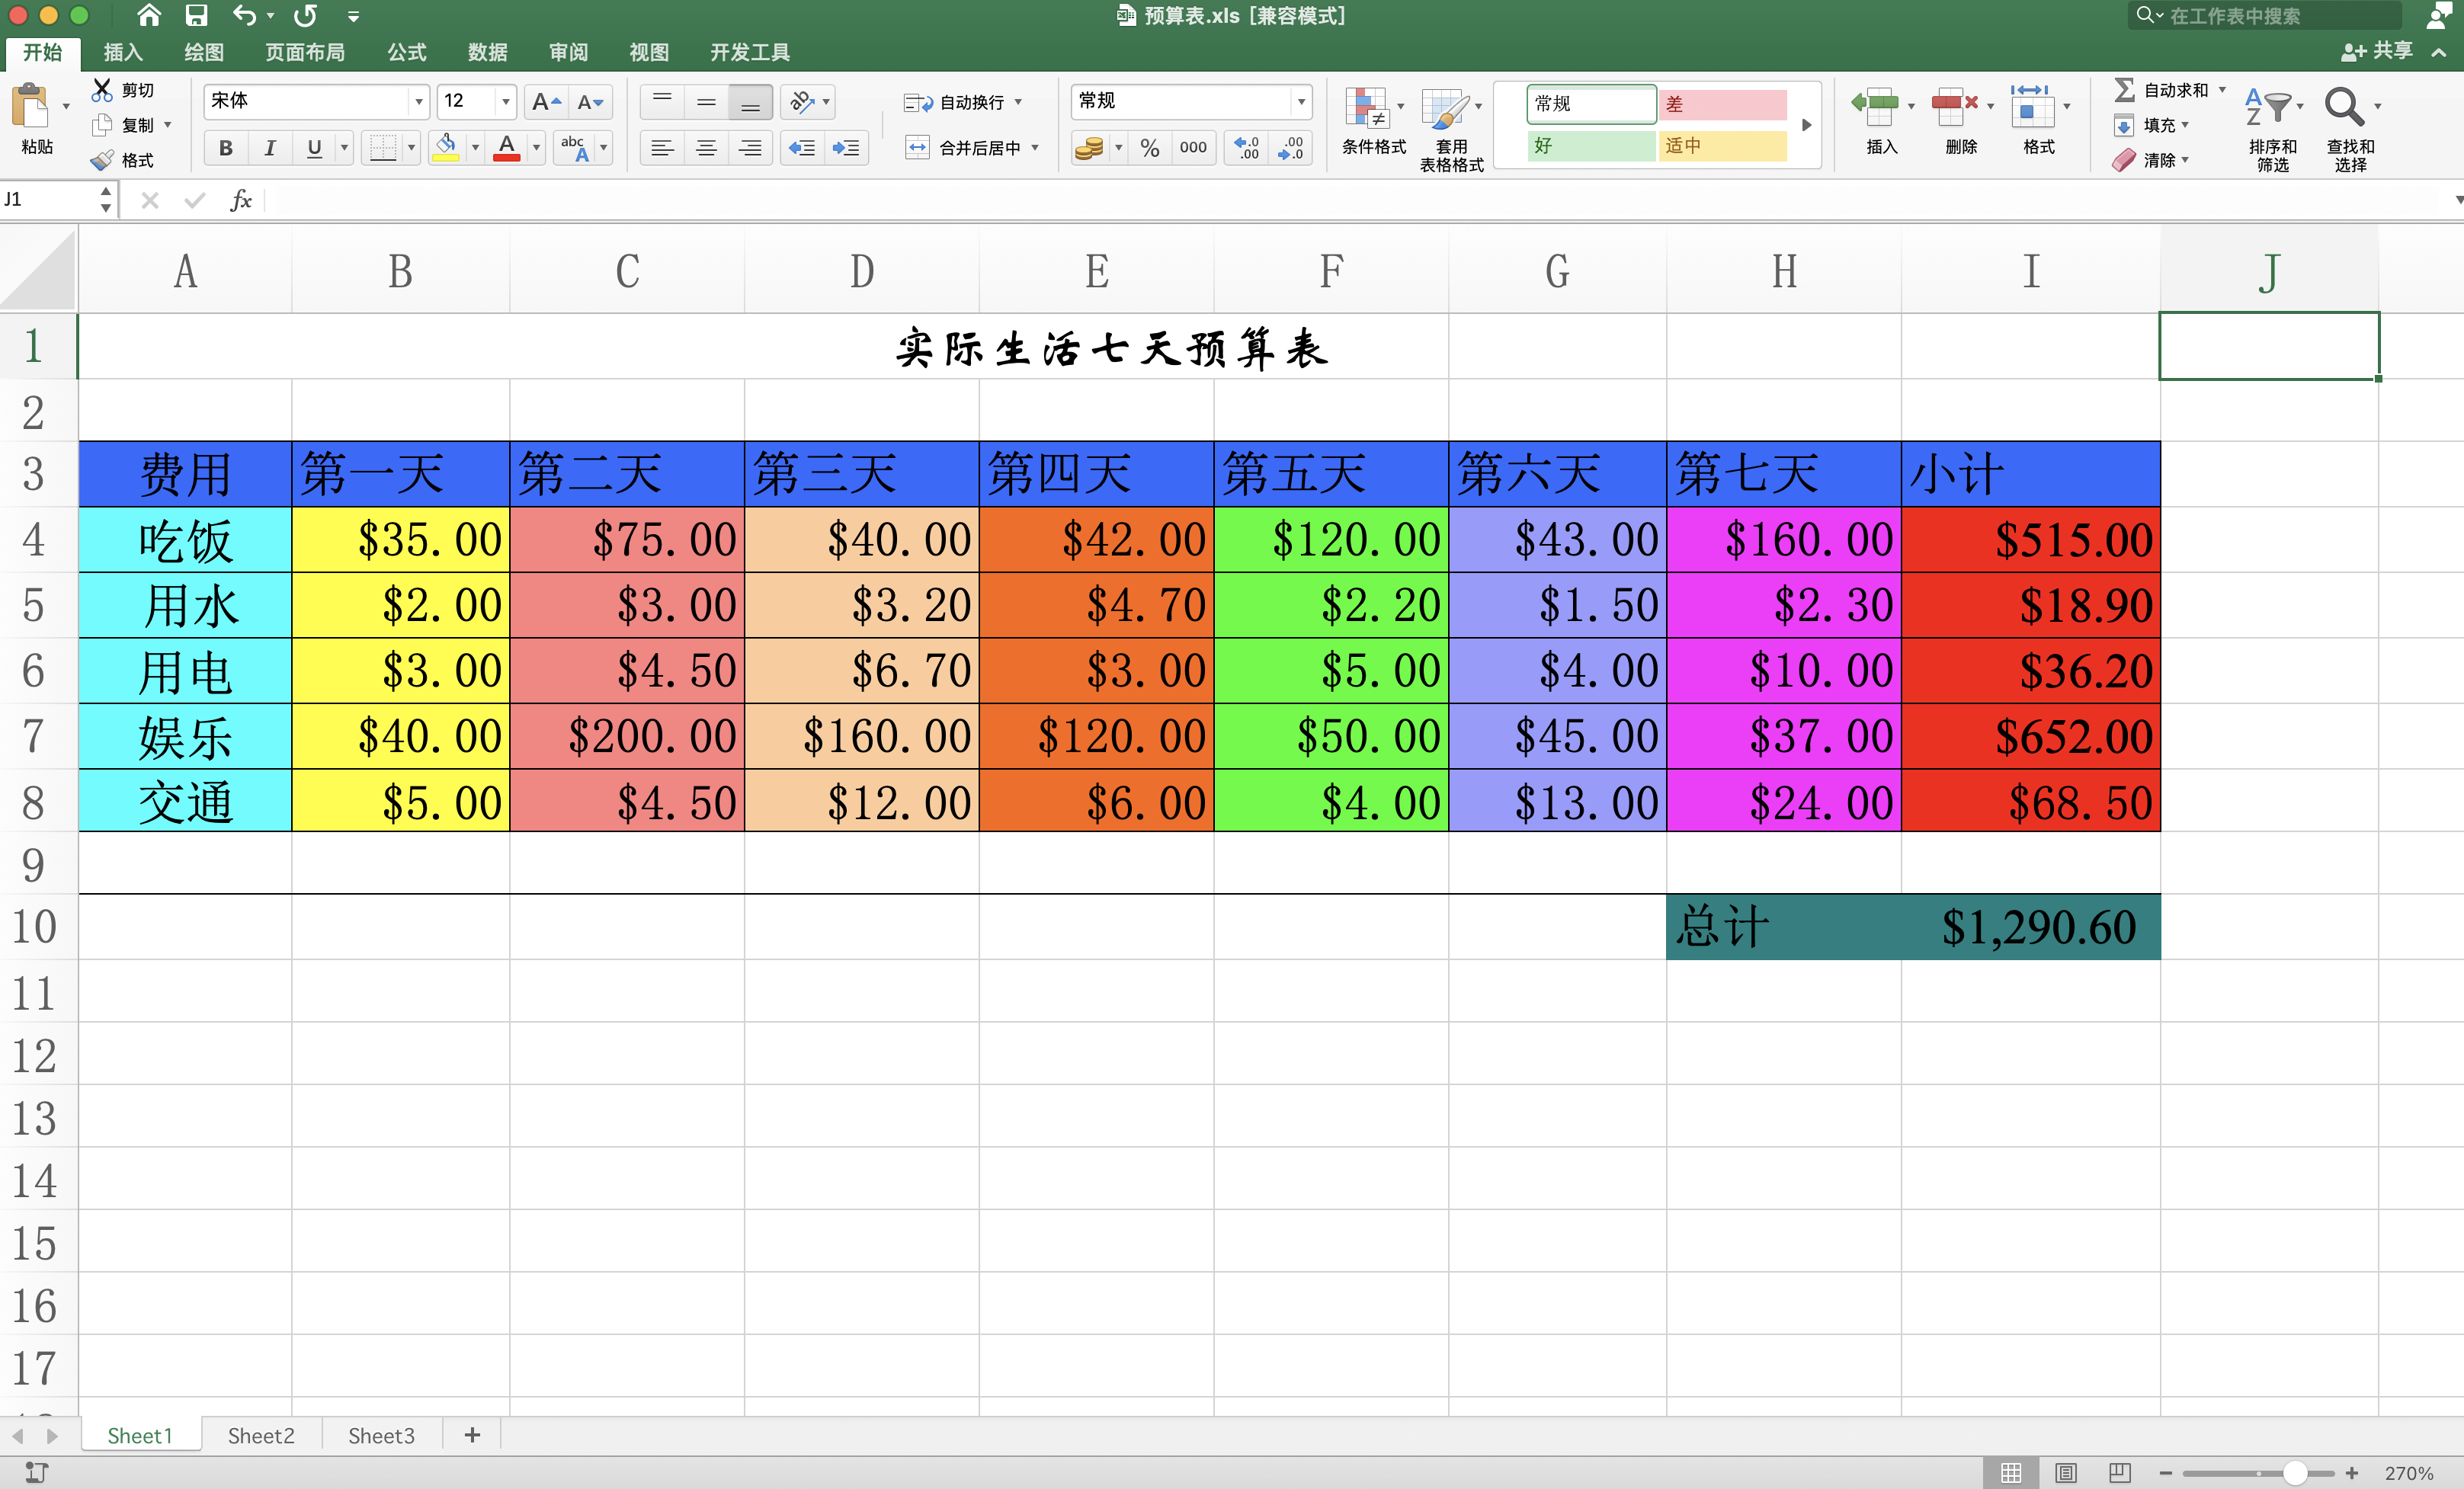 预算表.xls [兼容模式]
在工作表中搜索
开始 插入 绘图 页面布局 公式 数据 审阅 视图 开发工具
共享
粘贴
剪切
复制
格式
宋体 12
B I U
abc
自动换行
合并后居中
常规
% 000
条件格式
套用
表格格式
常规 差
好 适中
插入 删除 格式
自动求和
填充
清除
排序和
筛选
查找和
选择
J1 fx
A B C D E F G H I J
1 实际生活七天预算表
2
3 费用 第一天 第二天 第三天 第四天 第五天 第六天 第七天 小计
4 吃饭 $35.00 $75.00 $40.00 $42.00 $120.00 $43.00 $160.00 $515.00
5 用水 $2.00 $3.00 $3.20 $4.70 $2.20 $1.50 $2.30 $18.90
6 用电 $3.00 $4.50 $6.70 $3.00 $5.00 $4.00 $10.00 $36.20
7 娱乐 $40.00 $200.00 $160.00 $120.00 $50.00 $45.00 $37.00 $652.00
8 交通 $5.00 $4.50 $12.00 $6.00 $4.00 $13.00 $24.00 $68.50
9
10 总计 $1,290.60
11
12
13
14
15
16
17
Sheet1 Sheet2 Sheet3 +
270%